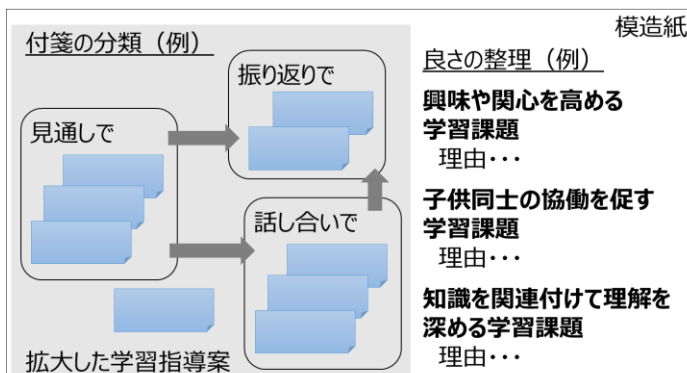 模造紙
付箋の分類（例）
振り返りで
見通しで
話し合いで
拡大した学習指導案
良さの整理（例）
興味や関心を高める
学習課題
理由・・・
子供同士の協働を促す
学習課題
理由・・・
知識を関連付けて理解を
深める学習課題
理由・・・